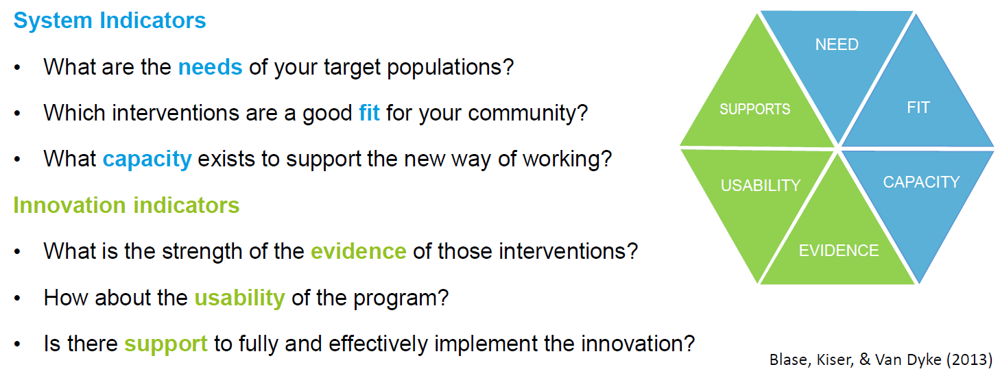 System Indicators
• What are the needs of your target populations?
• Which interventions are a good fit for your community?
• What capacity exists to support the new way of working?
Innovation indicators
• What is the strength of the evidence of those interventions?
• How about the usability of the program?
• Is there support to fully and effectively implement the innovation?
NEED
FIT
SUPPORTS
USABILITY
CAPACITY
EVIDENCE
Blase, Kiser, & Van Dyke (2013)